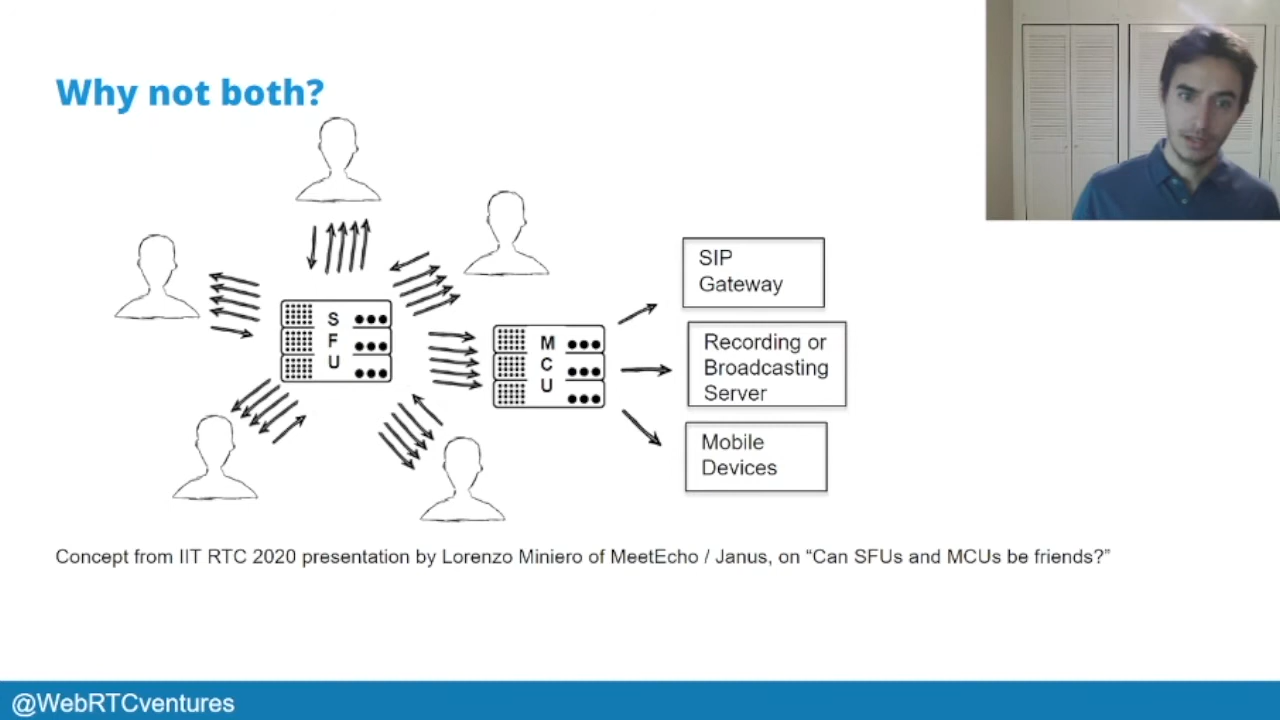 Why not both?
S
F
U
M
C
U
SIP
Gateway
Recording or
Broadcasting
Server
Mobile
Devices
Concept from IIT RTC 2020 presentation by Lorenzo Miniero of MeetEcho / Janus, on “Can SFUs and MCUs be friends?”
@WebRTCventures